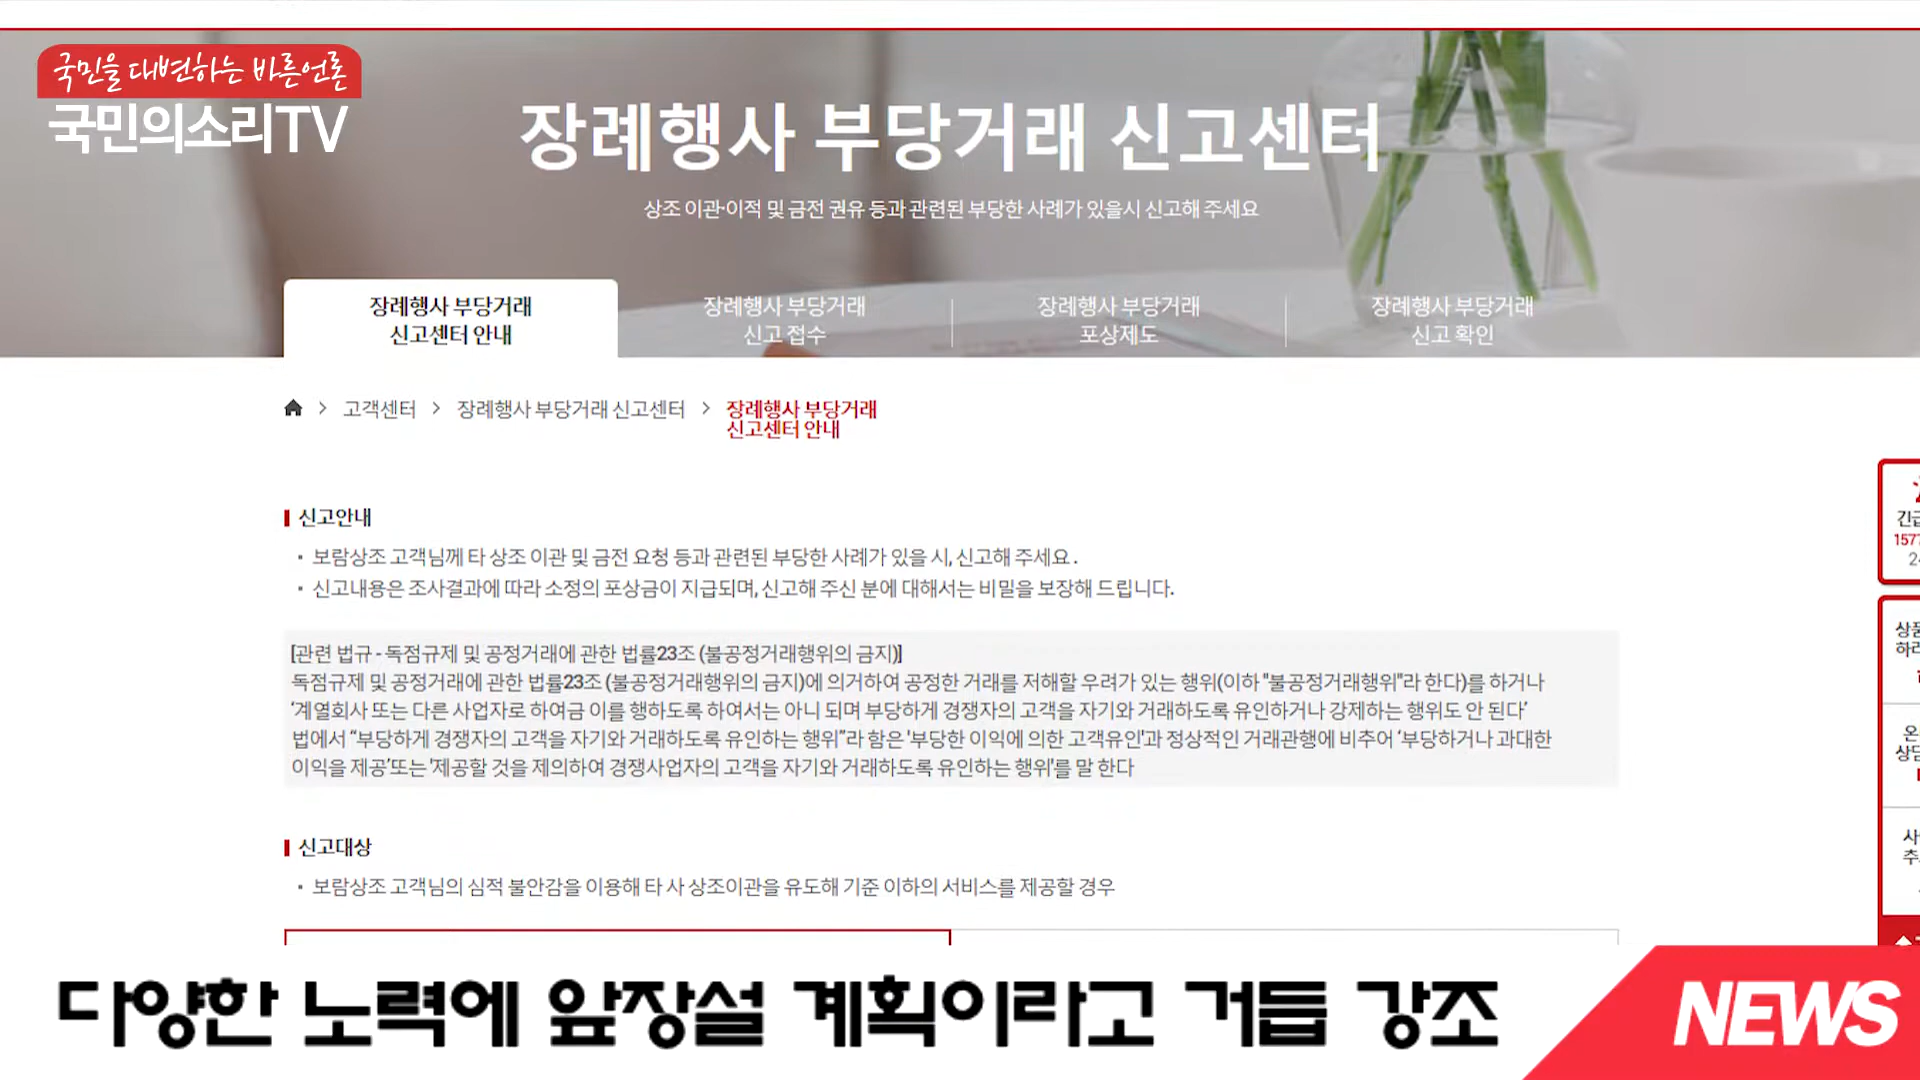 국민을 대변하는 바른언론
국민의소리TV
장례행사 부당거래 신고센터
상조 이관·이적 및 금전 권유 등과 관련된 부당한 사례가 있을시 신고해 주세요
장례행사 부당거래
신고센터 안내
장례행사 부당거래
신고 접수
장례행사 부당거래
포상제도
장례행사 부당거래
신고 확인
고객센터
장례행사 부당거래 신고센터
장례행사 부당거래
신고센터 안내
신고안내
보람상조 고객님께 타 상조 이관 및 금전 요청 등과 관련된 부당한 사례가 있을 시, 신고해 주세요.
신고내용은 조사결과에 따라 소정의 포상금이 지급되며, 신고해 주신 분에 대해서는 비밀을 보장해 드립니다.
[관련 법규 - 독점규제 및 공정거래에 관한 법률23조 (불공정거래행위의 금지)]
독점규제 및 공정거래에 관한 법률23조 (불공정거래행위의 금지)에 의거하여 공정한 거래를 저해할 우려가 있는 행위(이하 "불공정거래행위"라 한다)를 하거나
‘계열회사 또는 다른 사업자로 하여금 이를 행하도록 하여서는 아니 되며 부당하게 경쟁자의 고객을 자기와 거래하도록 유인하거나 강제하는 행위도 안 된다’
법에서 “부당하게 경쟁자의 고객을 자기와 거래하도록 유인하는 행위”라 함은 '부당한 이익에 의한 고객유인'과 정상적인 거래관행에 비추어 ‘부당하거나 과대한
이익을 제공’또는 '제공할 것을 제의하여 경쟁사업자의 고객을 자기와 거래하도록 유인하는 행위'를 말 한다
신고대상
보람상조 고객님의 심적 불안감을 이용해 타 사 상조이관을 유도해 기준 이하의 서비스를 제공할 경우
긴급
1577
24
상품
하러
온
상담
사
추
다양한 노력에 앞장설 계획이라고 거듭 강조
NEWS